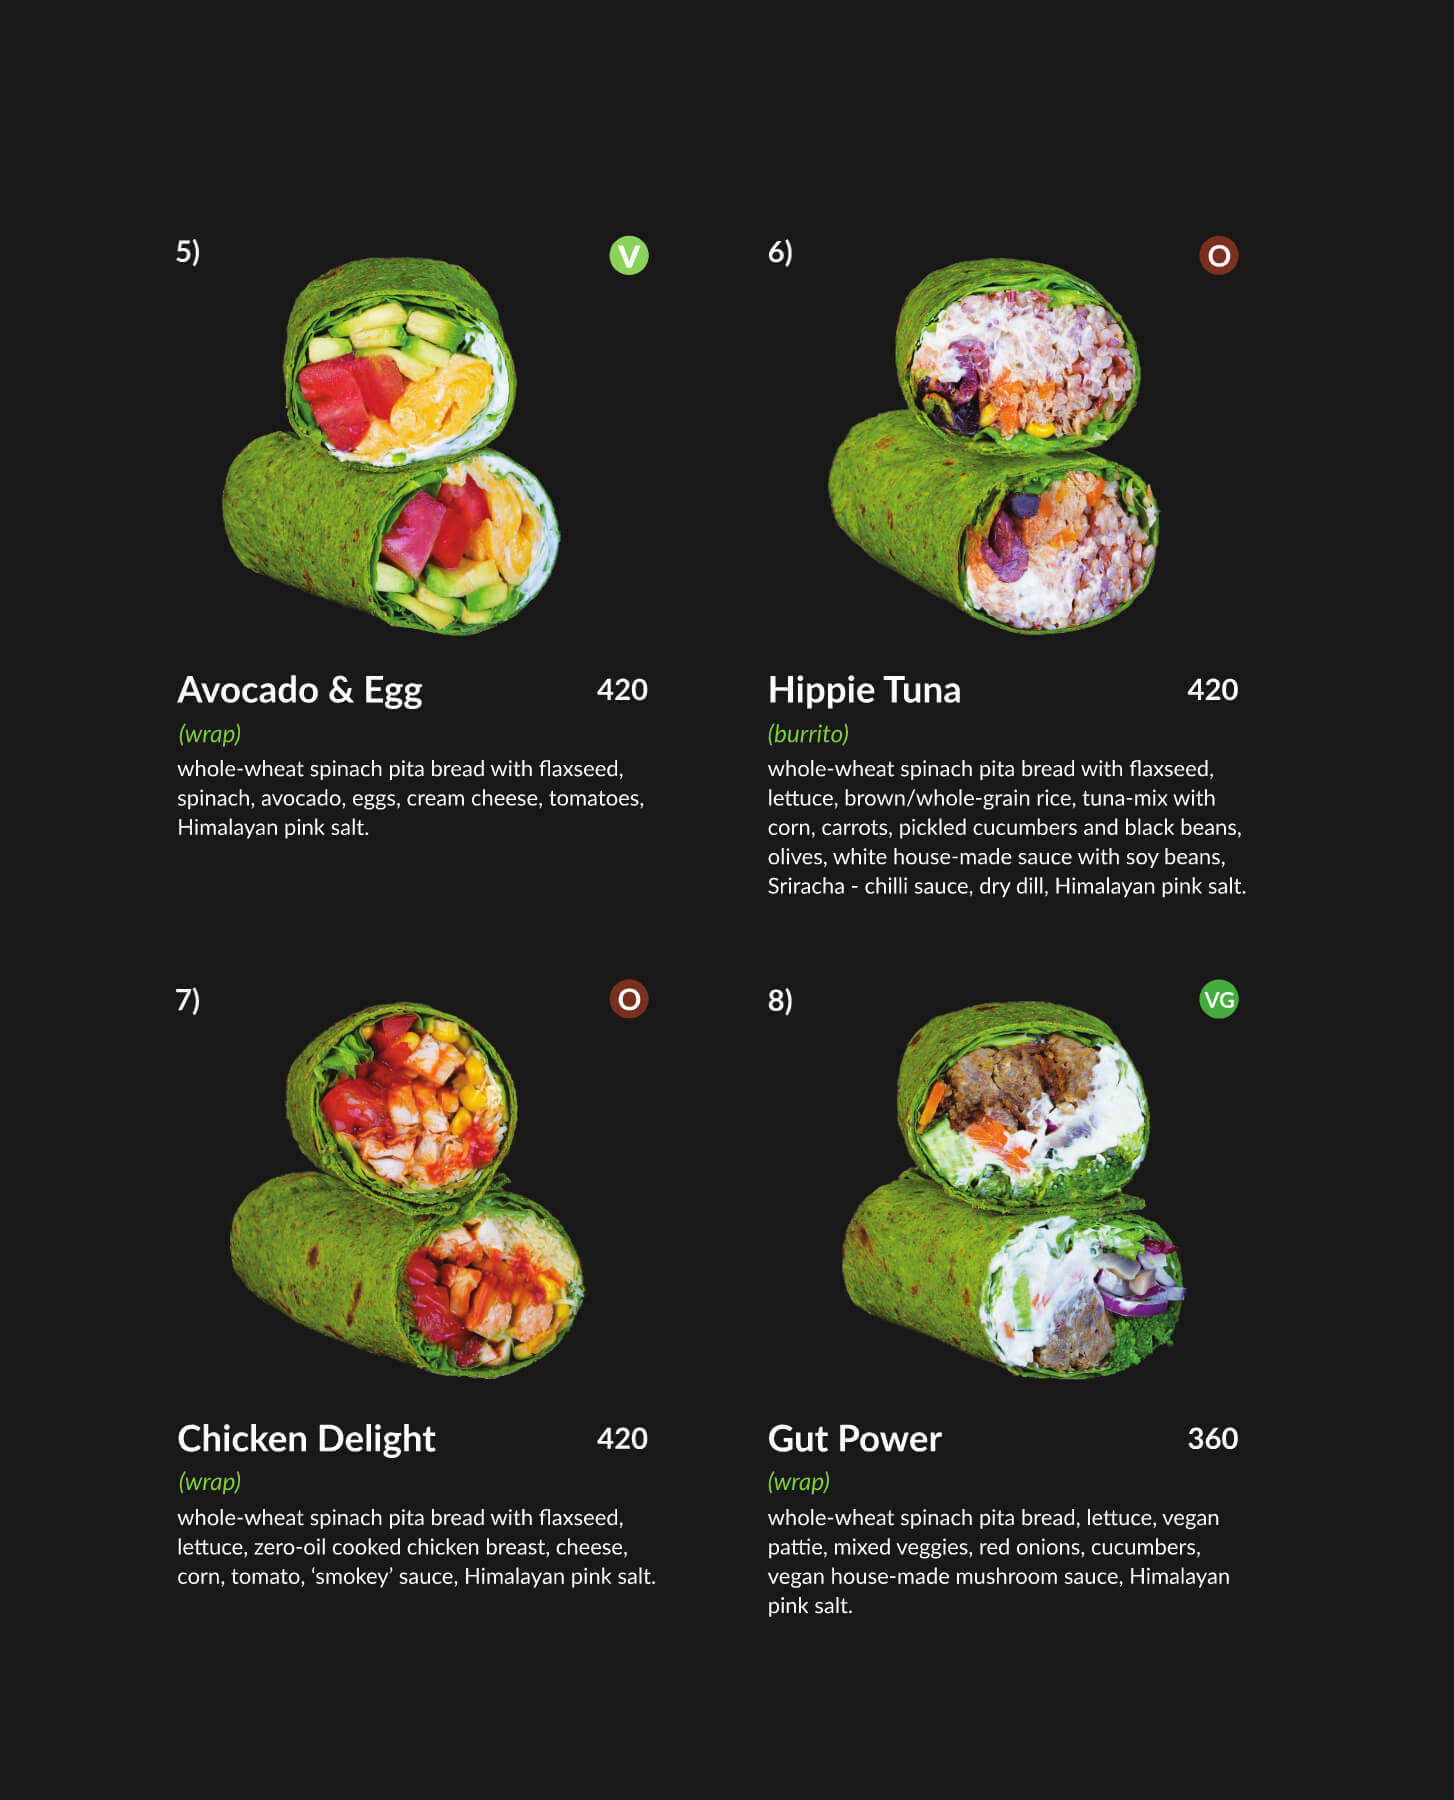 5)
V
Avocado & Egg 420
(wrap)
whole-wheat spinach pita bread with flaxseed,
spinach, avocado, eggs, cream cheese, tomatoes,
Himalayan pink salt.
6)
O
Hippie Tuna 420
(burrito)
whole-wheat spinach pita bread with flaxseed,
lettuce, brown/whole-grain rice, tuna-mix with
corn, carrots, pickled cucumbers and black beans,
olives, white house-made sauce with soy beans,
Sriracha - chilli sauce, dry dill, Himalayan pink salt.
7)
O
Chicken Delight 420
(wrap)
whole-wheat spinach pita bread with flaxseed,
lettuce, zero-oil cooked chicken breast, cheese,
corn, tomato, ‘smokey’ sauce, Himalayan pink salt.
8)
VG
Gut Power 360
(wrap)
whole-wheat spinach pita bread, lettuce, vegan
pattie, mixed veggies, red onions, cucumbers,
vegan house-made mushroom sauce, Himalayan
pink salt.